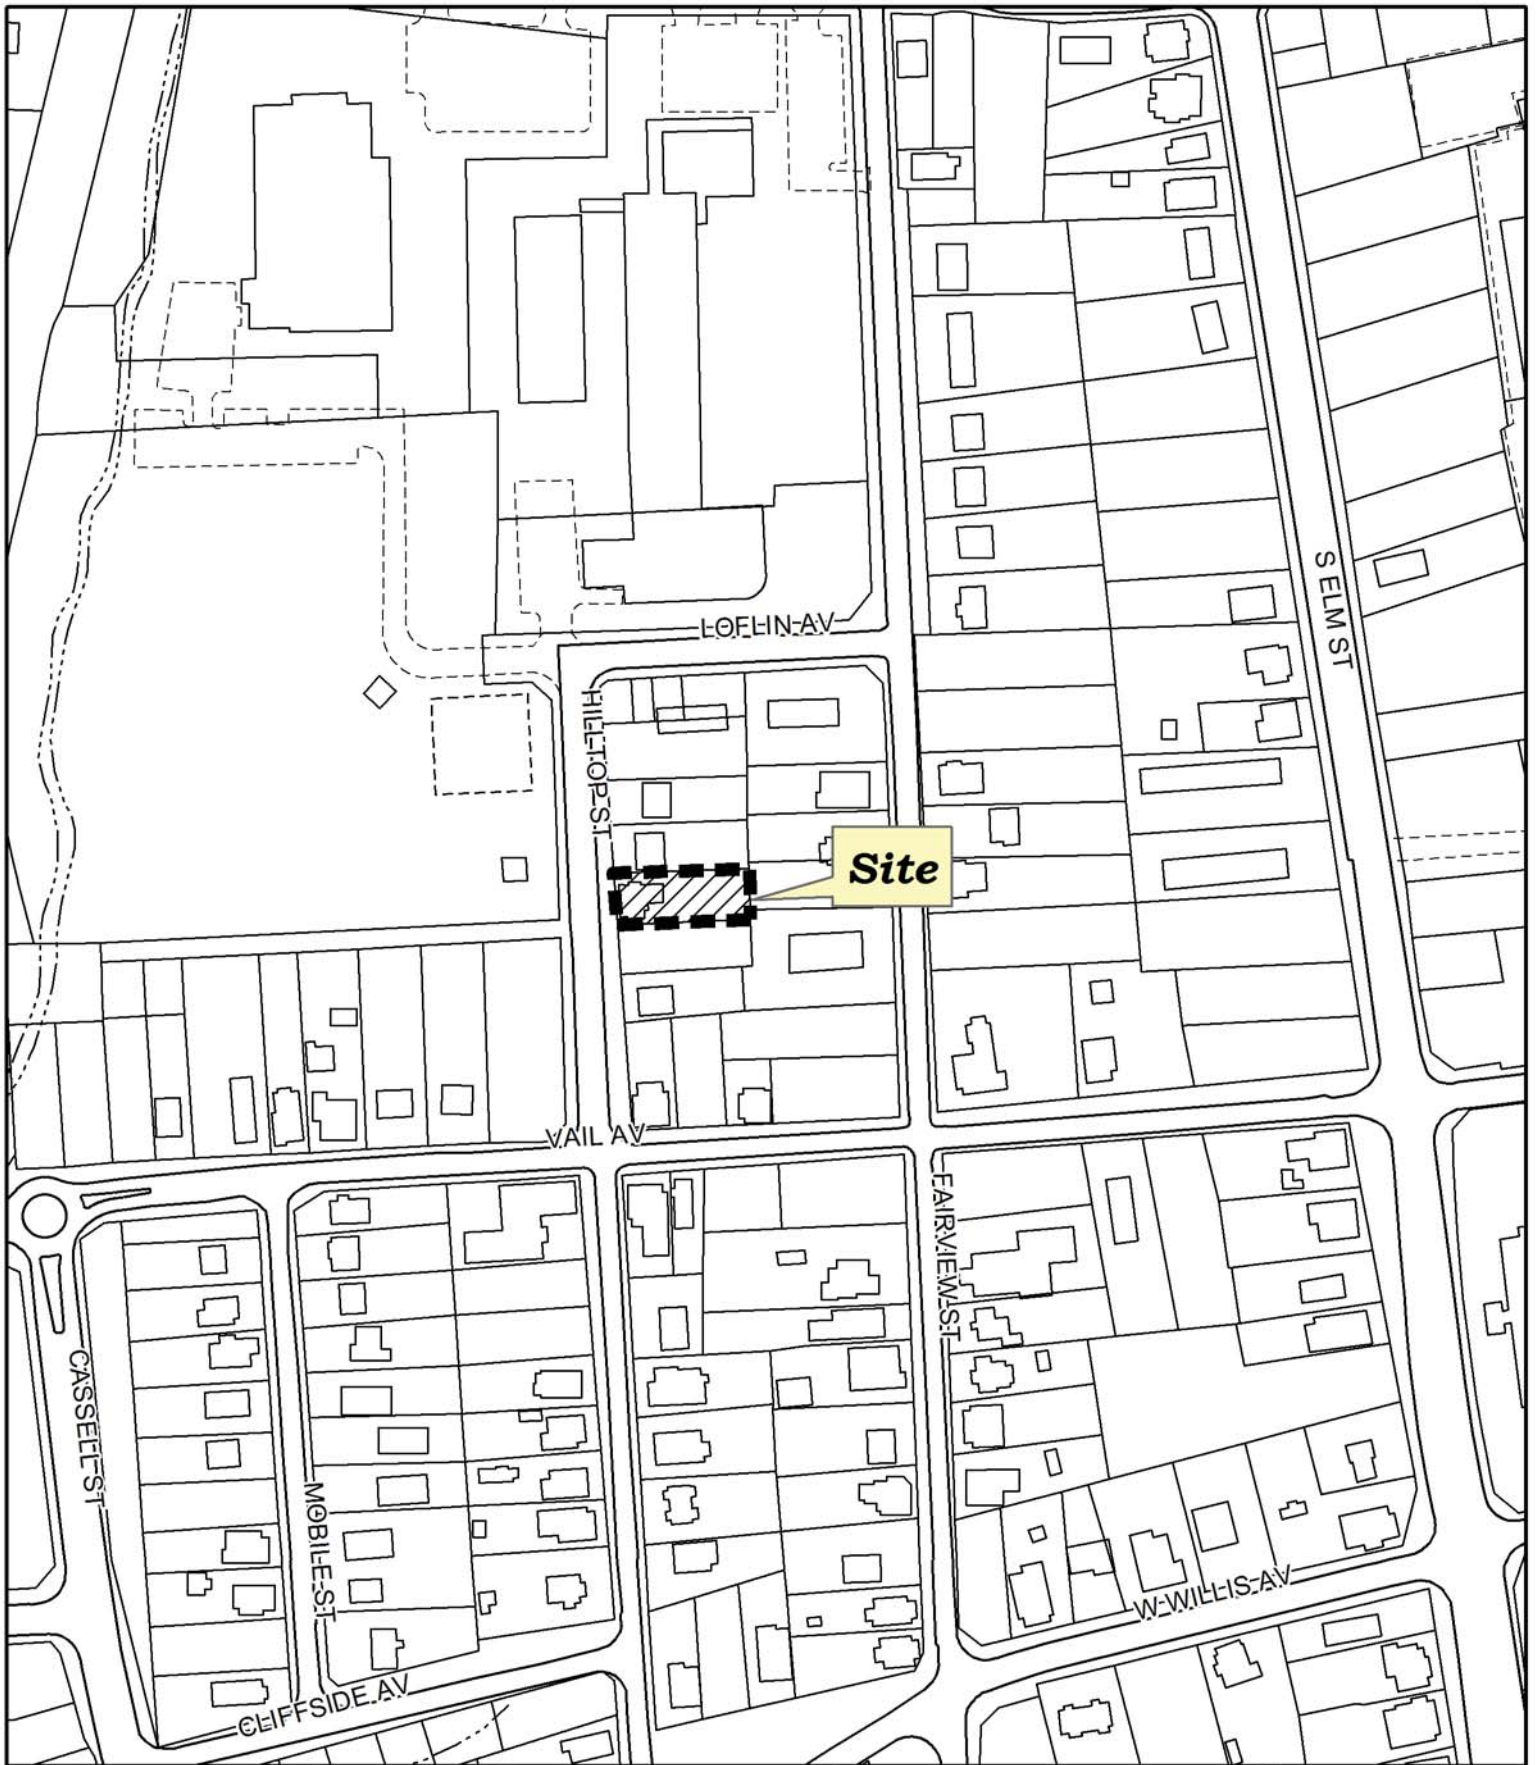 S ELM ST
LOFLIN AV
HILLTOP ST
Site
VAIL AV
FAIRVIEW ST
CASSELL ST
MOBILE ST
W WILLIS AV
CLIFFSIDE AV